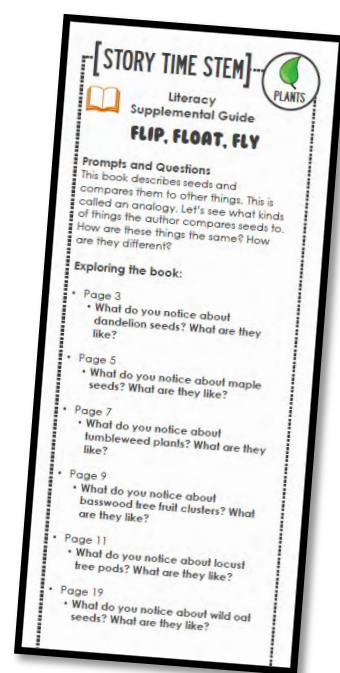 [STORY TIME STEM]
PLANTS
Literacy
Supplemental Guide
FLIP, FLOAT, FLY
Prompts and Questions
This book describes seeds and
compares them to other things. This is
called an analogy. Let's see what kinds
of things the author compares seeds to.
How are these things the same? How
are they different?
Exploring the book:
• Page 3
• What do you notice about
dandelion seeds? What are they
like?
• Page 5
• What do you notice about maple
seeds? What are they like?
• Page 7
• What do you notice about
tumbleweed plants? What are they
like?
• Page 9
• What do you notice about
basswood tree fruit clusters? What
are they like?
• Page 11
• What do you notice about locust
tree pods? What are they like?
• Page 19
• What do you notice about wild oat
seeds? What are they like?